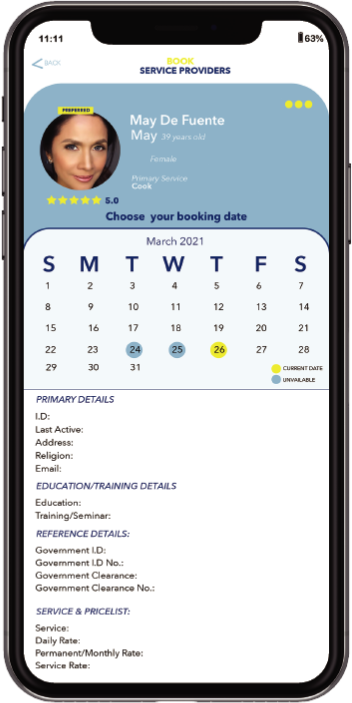 11:11
63%
BACK
BOOK
SERVICE PROVIDERS
PREFERRED
May De Fuente
May 39 years old
Female
Primary Service
Cook
5.0
Choose your booking date
March 2021
S M T W T F S
1 2 3 4 5 6 7
8 9 10 11 12 13 14
15 16 17 18 19 20 21
22 23 24 25 26 27 28
29 30 31
CURRENT DATE
UNVAILABLE
PRIMARY DETAILS
I.D:
Last Active:
Address:
Religion:
Email:
EDUCATION/TRAINING DETAILS
Education:
Training/Seminar:
REFERENCE DETAILS:
Government I.D:
Government I.D No.:
Government Clearance:
Government Clearance No.:
SERVICE & PRICELIST:
Service:
Daily Rate:
Permanent/Monthly Rate:
Service Rate: